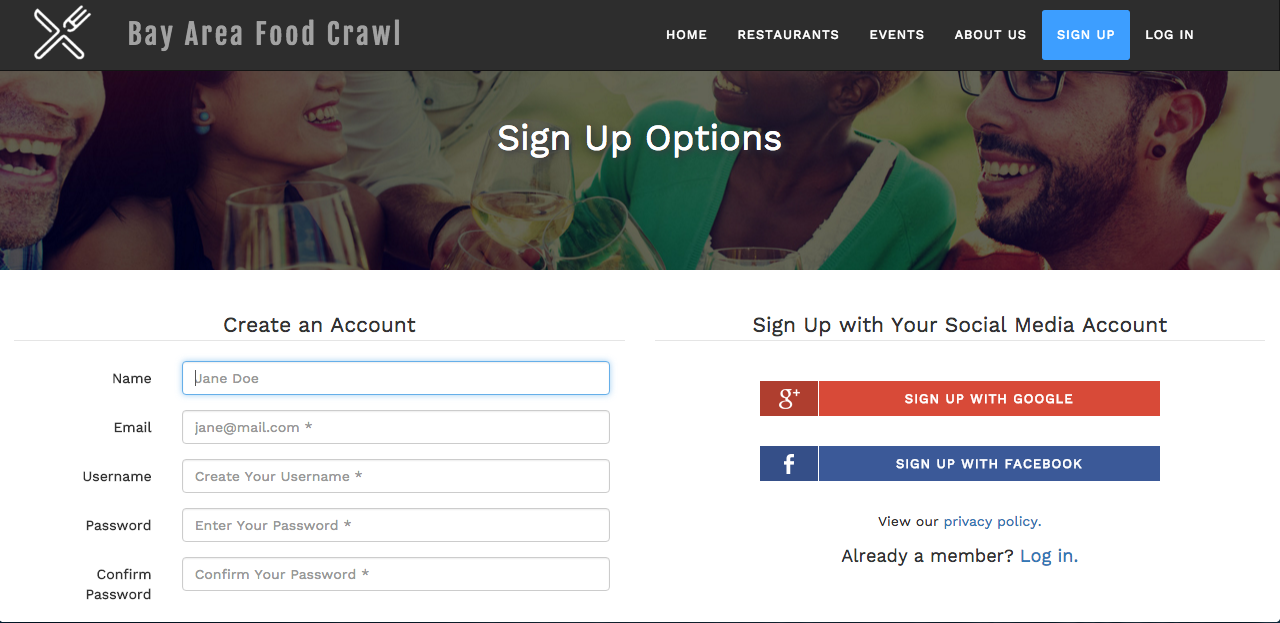 Bay Area Food Crawl
HOME RESTAURANTS EVENTS ABOUT US SIGN UP LOG IN
Sign Up Options
Create an Account
Name Jane Doe
Email jane@mail.com *
Username Create Your Username *
Password Enter Your Password *
Confirm Password Confirm Your Password *
Sign Up with Your Social Media Account
g+ SIGN UP WITH GOOGLE
f SIGN UP WITH FACEBOOK
View our privacy policy.
Already a member? Log in.